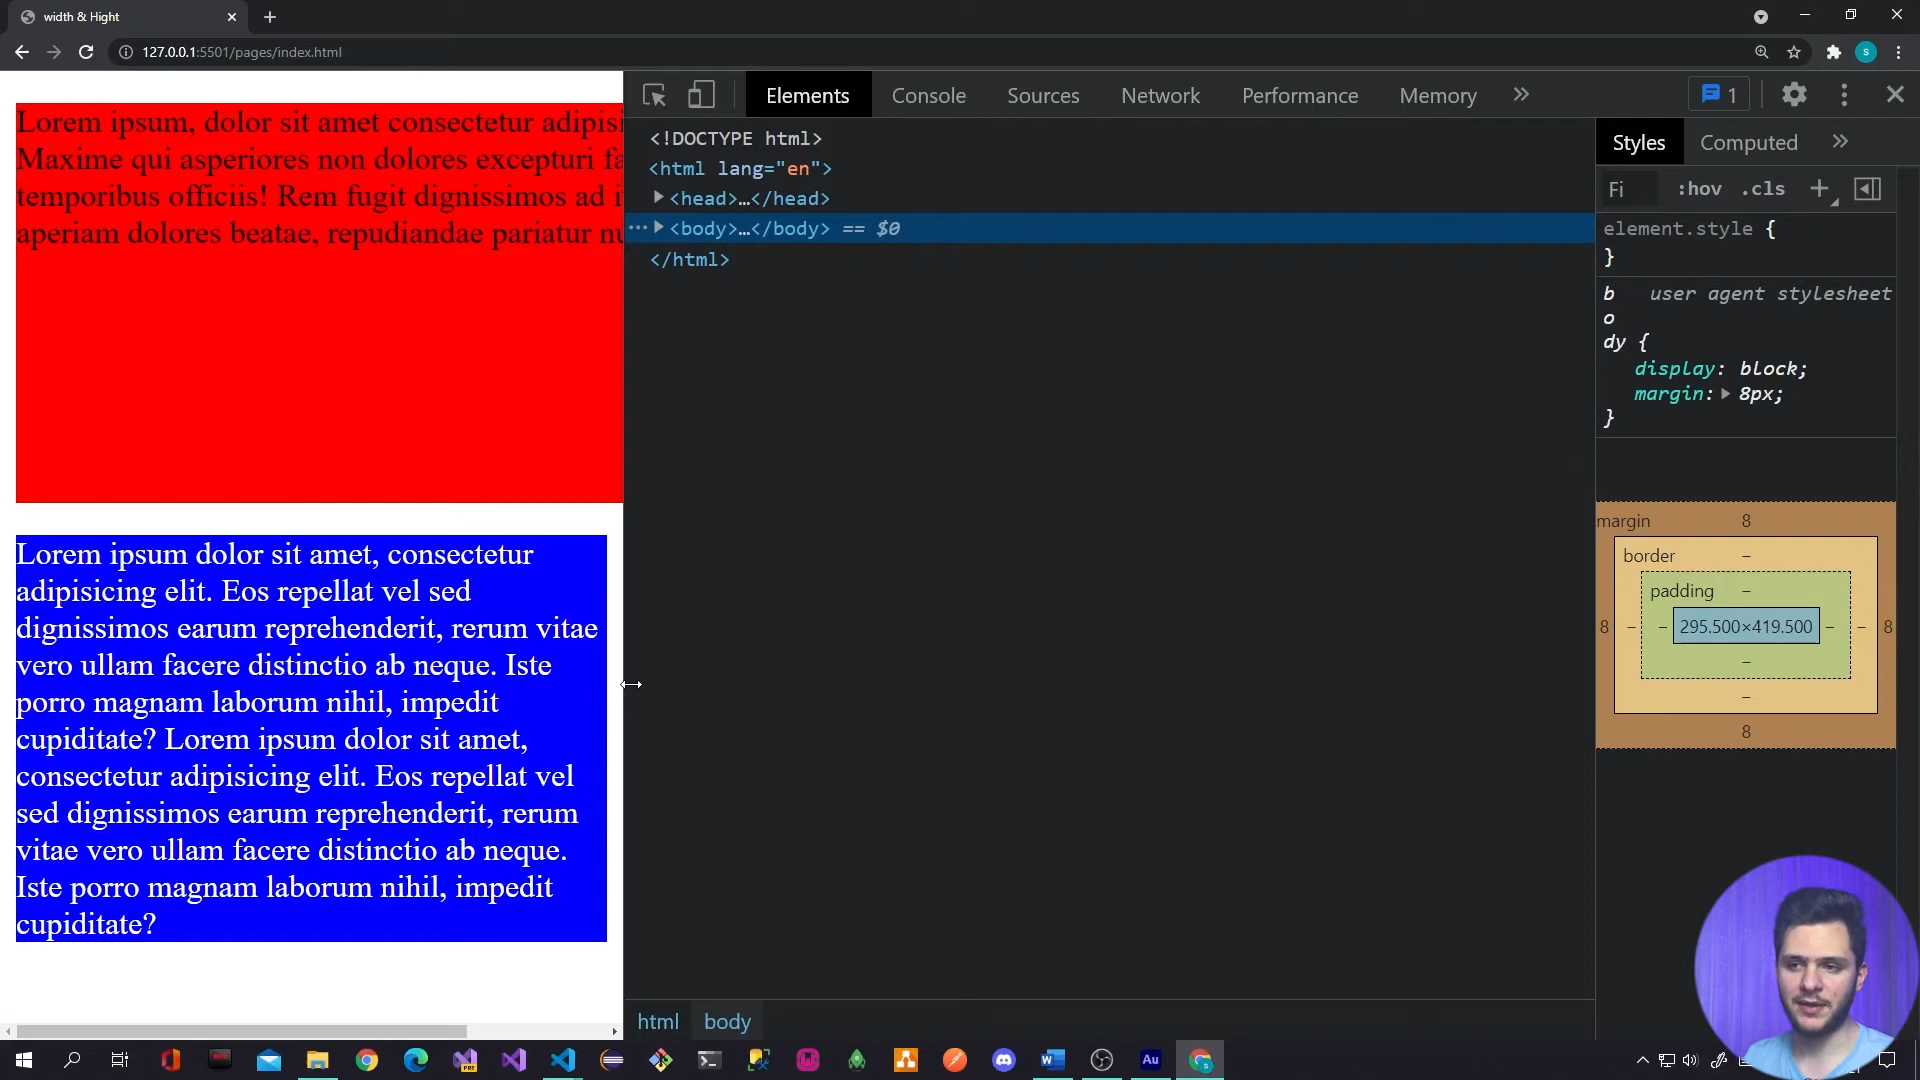 width & Hight
127.0.0.1:5501/pages/index.html
S
Lorem ipsum, dolor sit amet consectetur adipisi
Maxime qui asperiores non dolores excepturi fa
temporibus officiis! Rem fugit dignissimos ad i
aperiam dolores beatae, repudiandae pariatur nu
Lorem ipsum dolor sit amet, consectetur
adipisicing elit. Eos repellat vel sed
dignissimos earum reprehenderit, rerum vitae
vero ullam facere distinctio ab neque. Iste
porro magnam laborum nihil, impedit
cupiditate? Lorem ipsum dolor sit amet,
consectetur adipisicing elit. Eos repellat vel
sed dignissimos earum reprehenderit, rerum
vitae vero ullam facere distinctio ab neque.
Iste porro magnam laborum nihil, impedit
cupiditate?
Elements Console Sources Network Performance Memory » 1
<!DOCTYPE html>
<html lang="en">
<head>…</head>
<body>…</body> == $0
</html>
html body
Styles Computed »
Fi :hov .cls +
element.style {
}
b user agent stylesheet
o
dy {
display: block;
margin: 8px;
}
margin 8
border –
padding –
8 – – 295.500×419.500 – – 8
–
–
8
PRE
Au